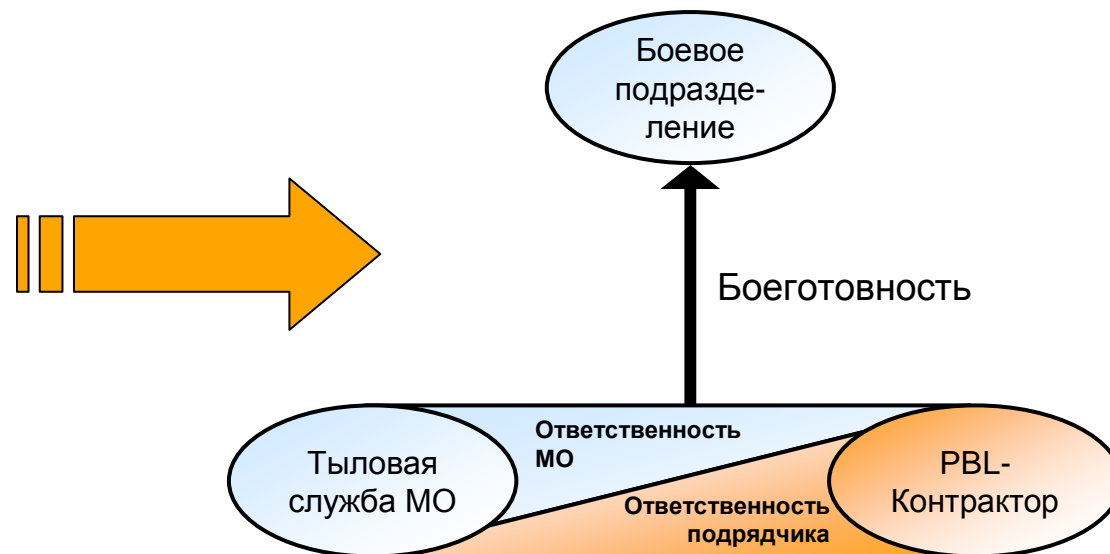 Боевое
подразде-
ление
Боеготовность
Ответственность
МО
Тыловая
служба МО
PBL-
Контрактор
Ответственность
подрядчика